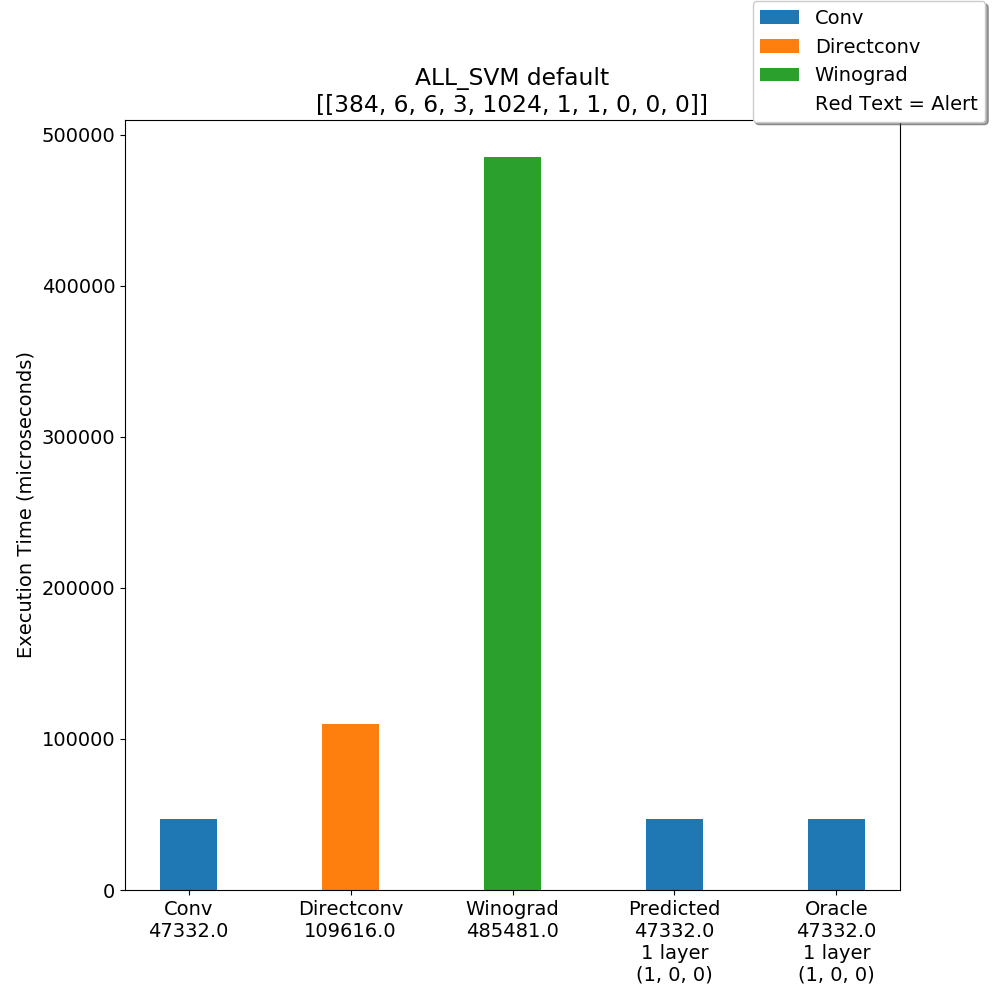 Conv
Directconv
Winograd
Red Text = Alert
ALL_SVM default
[[384, 6, 6, 3, 1024, 1, 1, 0, 0, 0]]
Execution Time (microseconds)
500000
400000
300000
200000
100000
0
Conv
47332.0
Directconv
109616.0
Winograd
485481.0
Predicted
47332.0
1 layer
(1, 0, 0)
Oracle
47332.0
1 layer
(1, 0, 0)